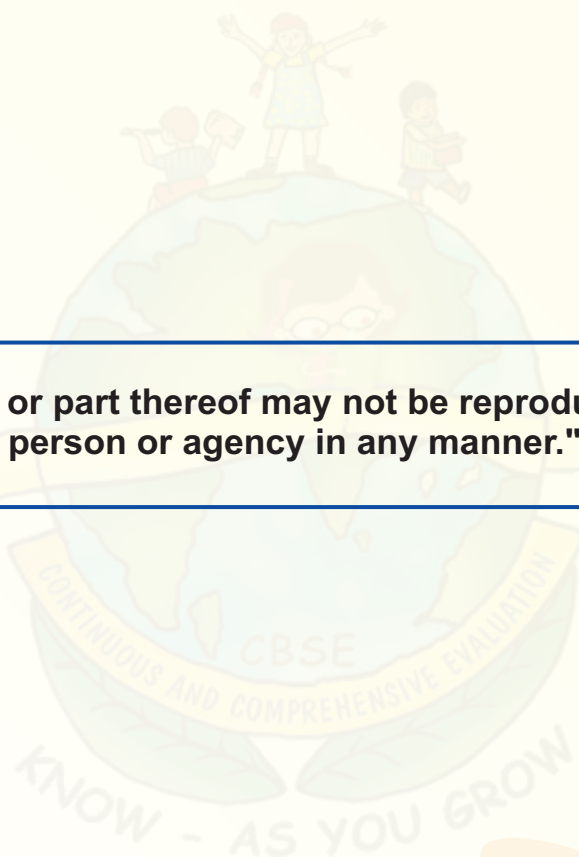 or part thereof may not be reprodu
person or agency in any manner."
CBSE
CONTINUOUS AND COMPREHENSIVE EVALUATION
KNOW - AS YOU GROW